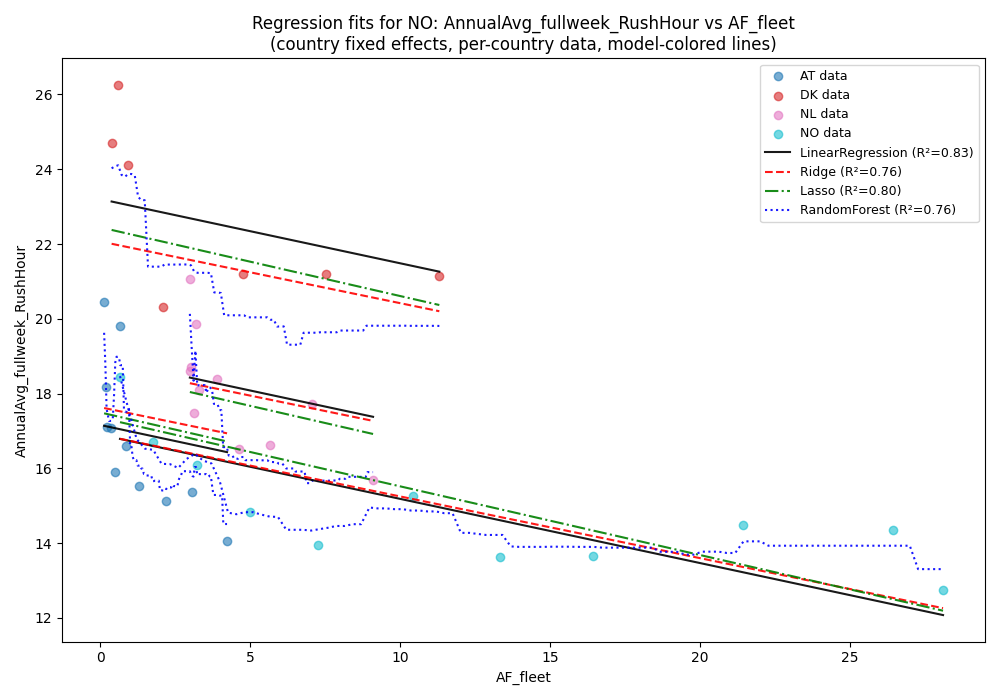 Regression fits for NO: AnnualAvg_fullweek_RushHour vs AF_fleet
(country fixed effects, per-country data, model-colored lines)
AT data
DK data
NL data
NO data
LinearRegression (R²=0.83)
Ridge (R²=0.76)
Lasso (R²=0.80)
RandomForest (R²=0.76)
AnnualAvg_fullweek_RushHour
26
24
22
20
18
16
14
12
0
5
10
15
20
25
AF_fleet